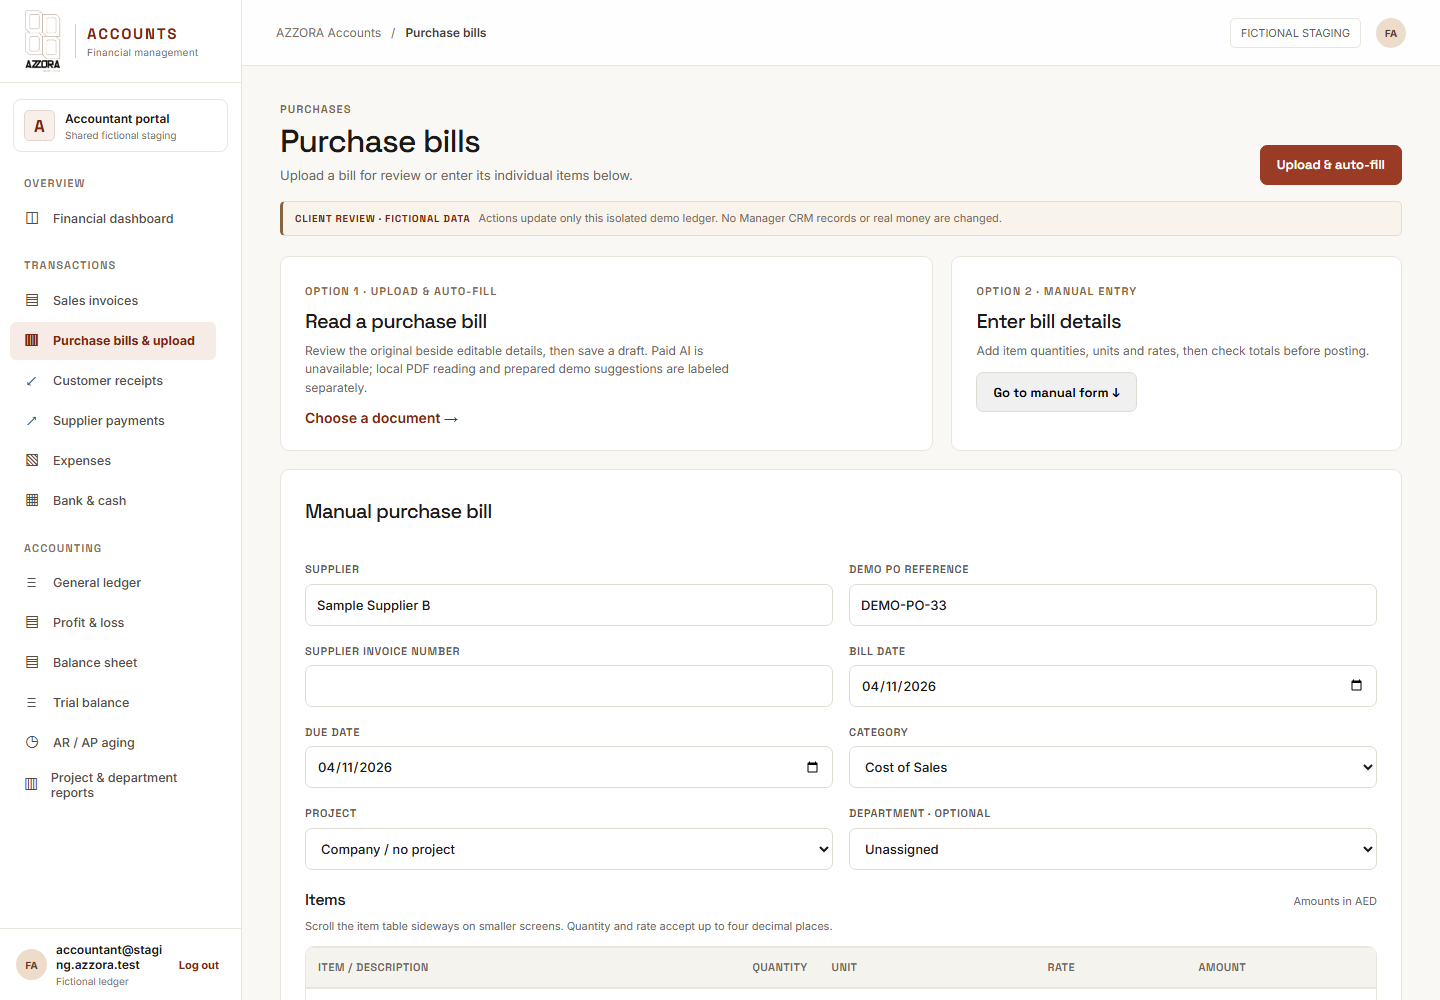 AZZORA
ACCOUNTS
Financial management
AZZORA Accounts / Purchase bills
FICTIONAL STAGING
FA
A
Accountant portal
Shared fictional staging
OVERVIEW
Financial dashboard
TRANSACTIONS
Sales invoices
Purchase bills & upload
Customer receipts
Supplier payments
Expenses
Bank & cash
ACCOUNTING
General ledger
Profit & loss
Balance sheet
Trial balance
AR / AP aging
Project & department
reports
FA
accountant@stagi
ng.azzora.test
Fictional ledger
Log out
PURCHASES
Purchase bills
Upload a bill for review or enter its individual items below.
Upload & auto-fill
CLIENT REVIEW · FICTIONAL DATA Actions update only this isolated demo ledger. No Manager CRM records or real money are changed.
OPTION 1 · UPLOAD & AUTO-FILL
Read a purchase bill
Review the original beside editable details, then save a draft. Paid AI is
unavailable; local PDF reading and prepared demo suggestions are labeled
separately.
Choose a document →
OPTION 2 · MANUAL ENTRY
Enter bill details
Add item quantities, units and rates, then check totals before posting.
Go to manual form ↓
Manual purchase bill
SUPPLIER
Sample Supplier B
DEMO PO REFERENCE
DEMO-PO-33
SUPPLIER INVOICE NUMBER
BILL DATE
04/11/2026
DUE DATE
04/11/2026
CATEGORY
Cost of Sales
PROJECT
Company / no project
DEPARTMENT · OPTIONAL
Unassigned
Items
Amounts in AED
Scroll the item table sideways on smaller screens. Quantity and rate accept up to four decimal places.
ITEM / DESCRIPTION QUANTITY UNIT RATE AMOUNT